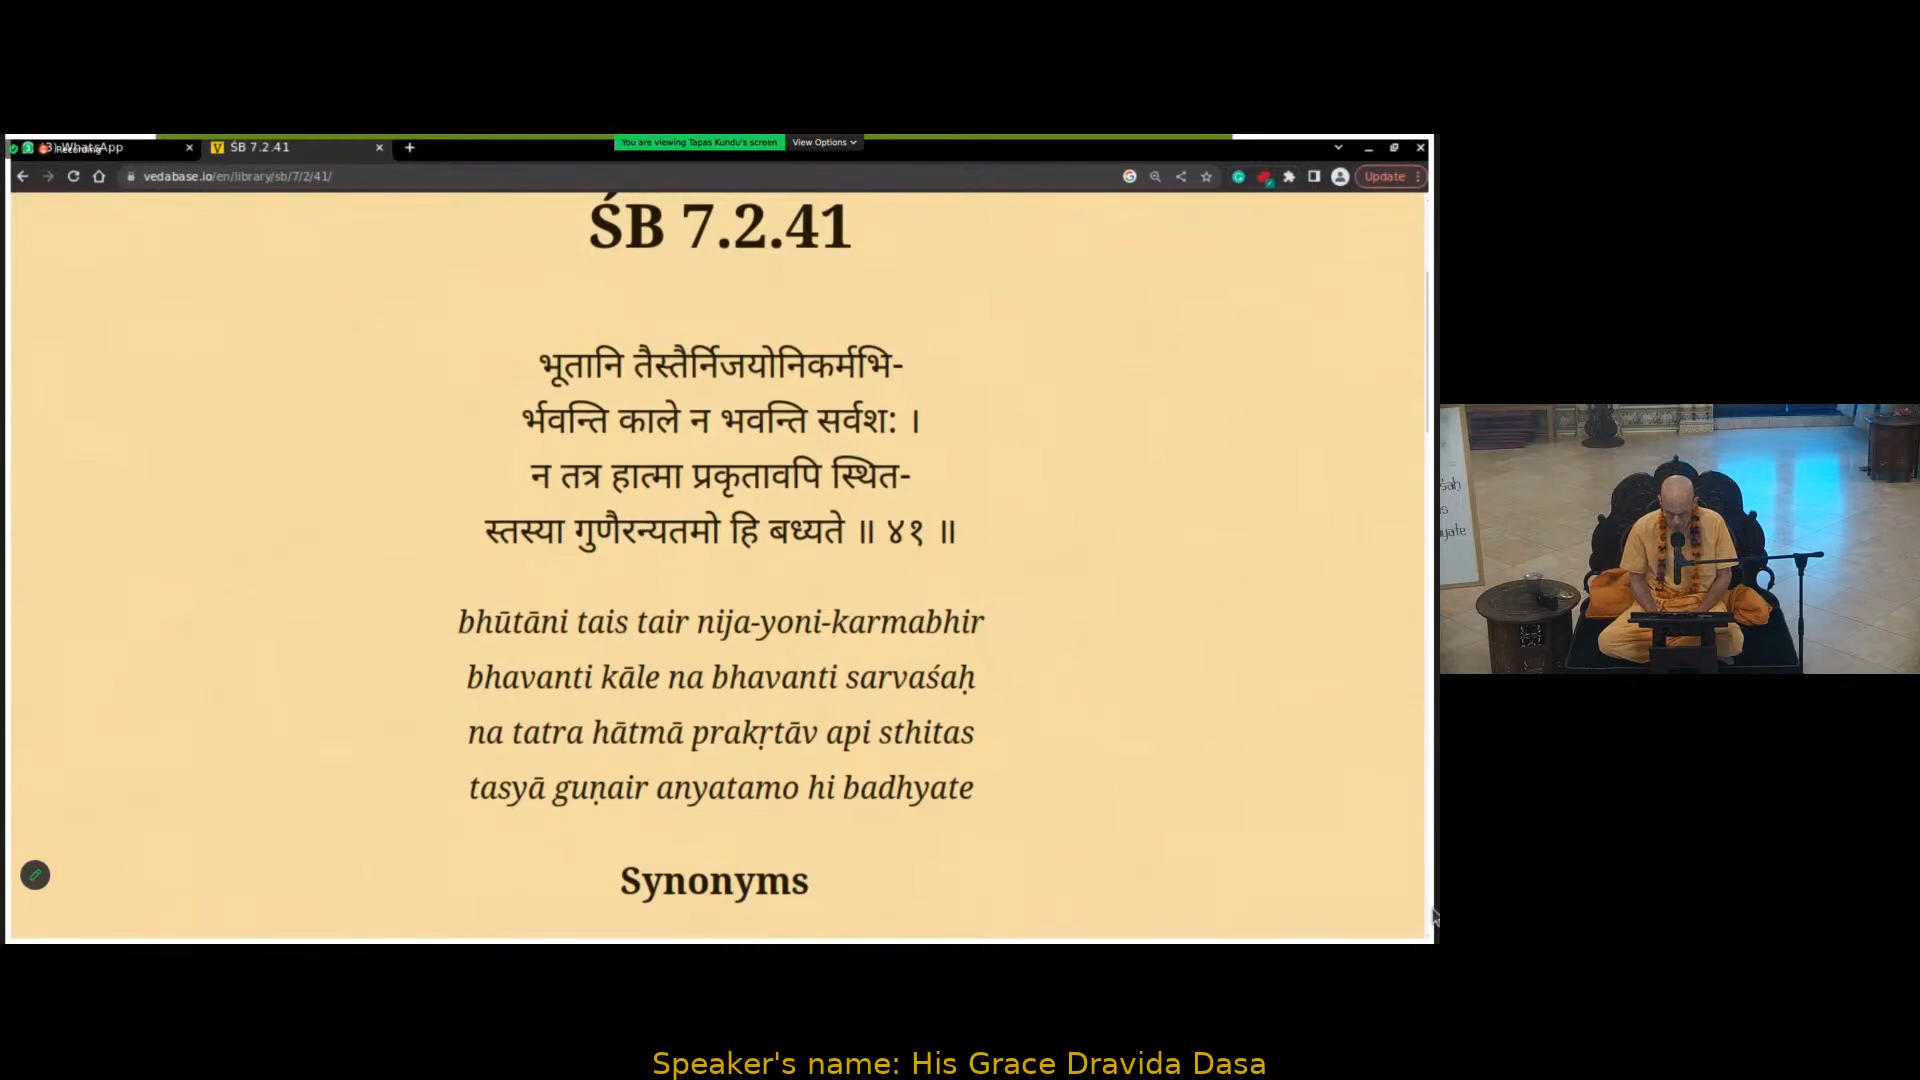 (3) WhatsApp
ŚB 7.2.41
You are viewing Tapas Kundu's screen
View Options
vedabase.io/en/library/sb/7/2/41/
Update
ŚB 7.2.41
भूतानि तैस्तैर्निजयोनिकर्मभि-
र्भवन्ति काले न भवन्ति सर्वश: ।
न तत्र हात्मा प्रकृतावपि स्थित-
स्तस्या गुणैरन्यतमो हि बध्यते ॥ ४१ ॥
bhūtāni tais tair nija-yoni-karmabhir
bhavanti kāle na bhavanti sarvaśaḥ
na tatra hātmā prakṛtāv api sthitas
tasyā guṇair anyatamo hi badhyate
Synonyms
Speaker's name: His Grace Dravida Dasa